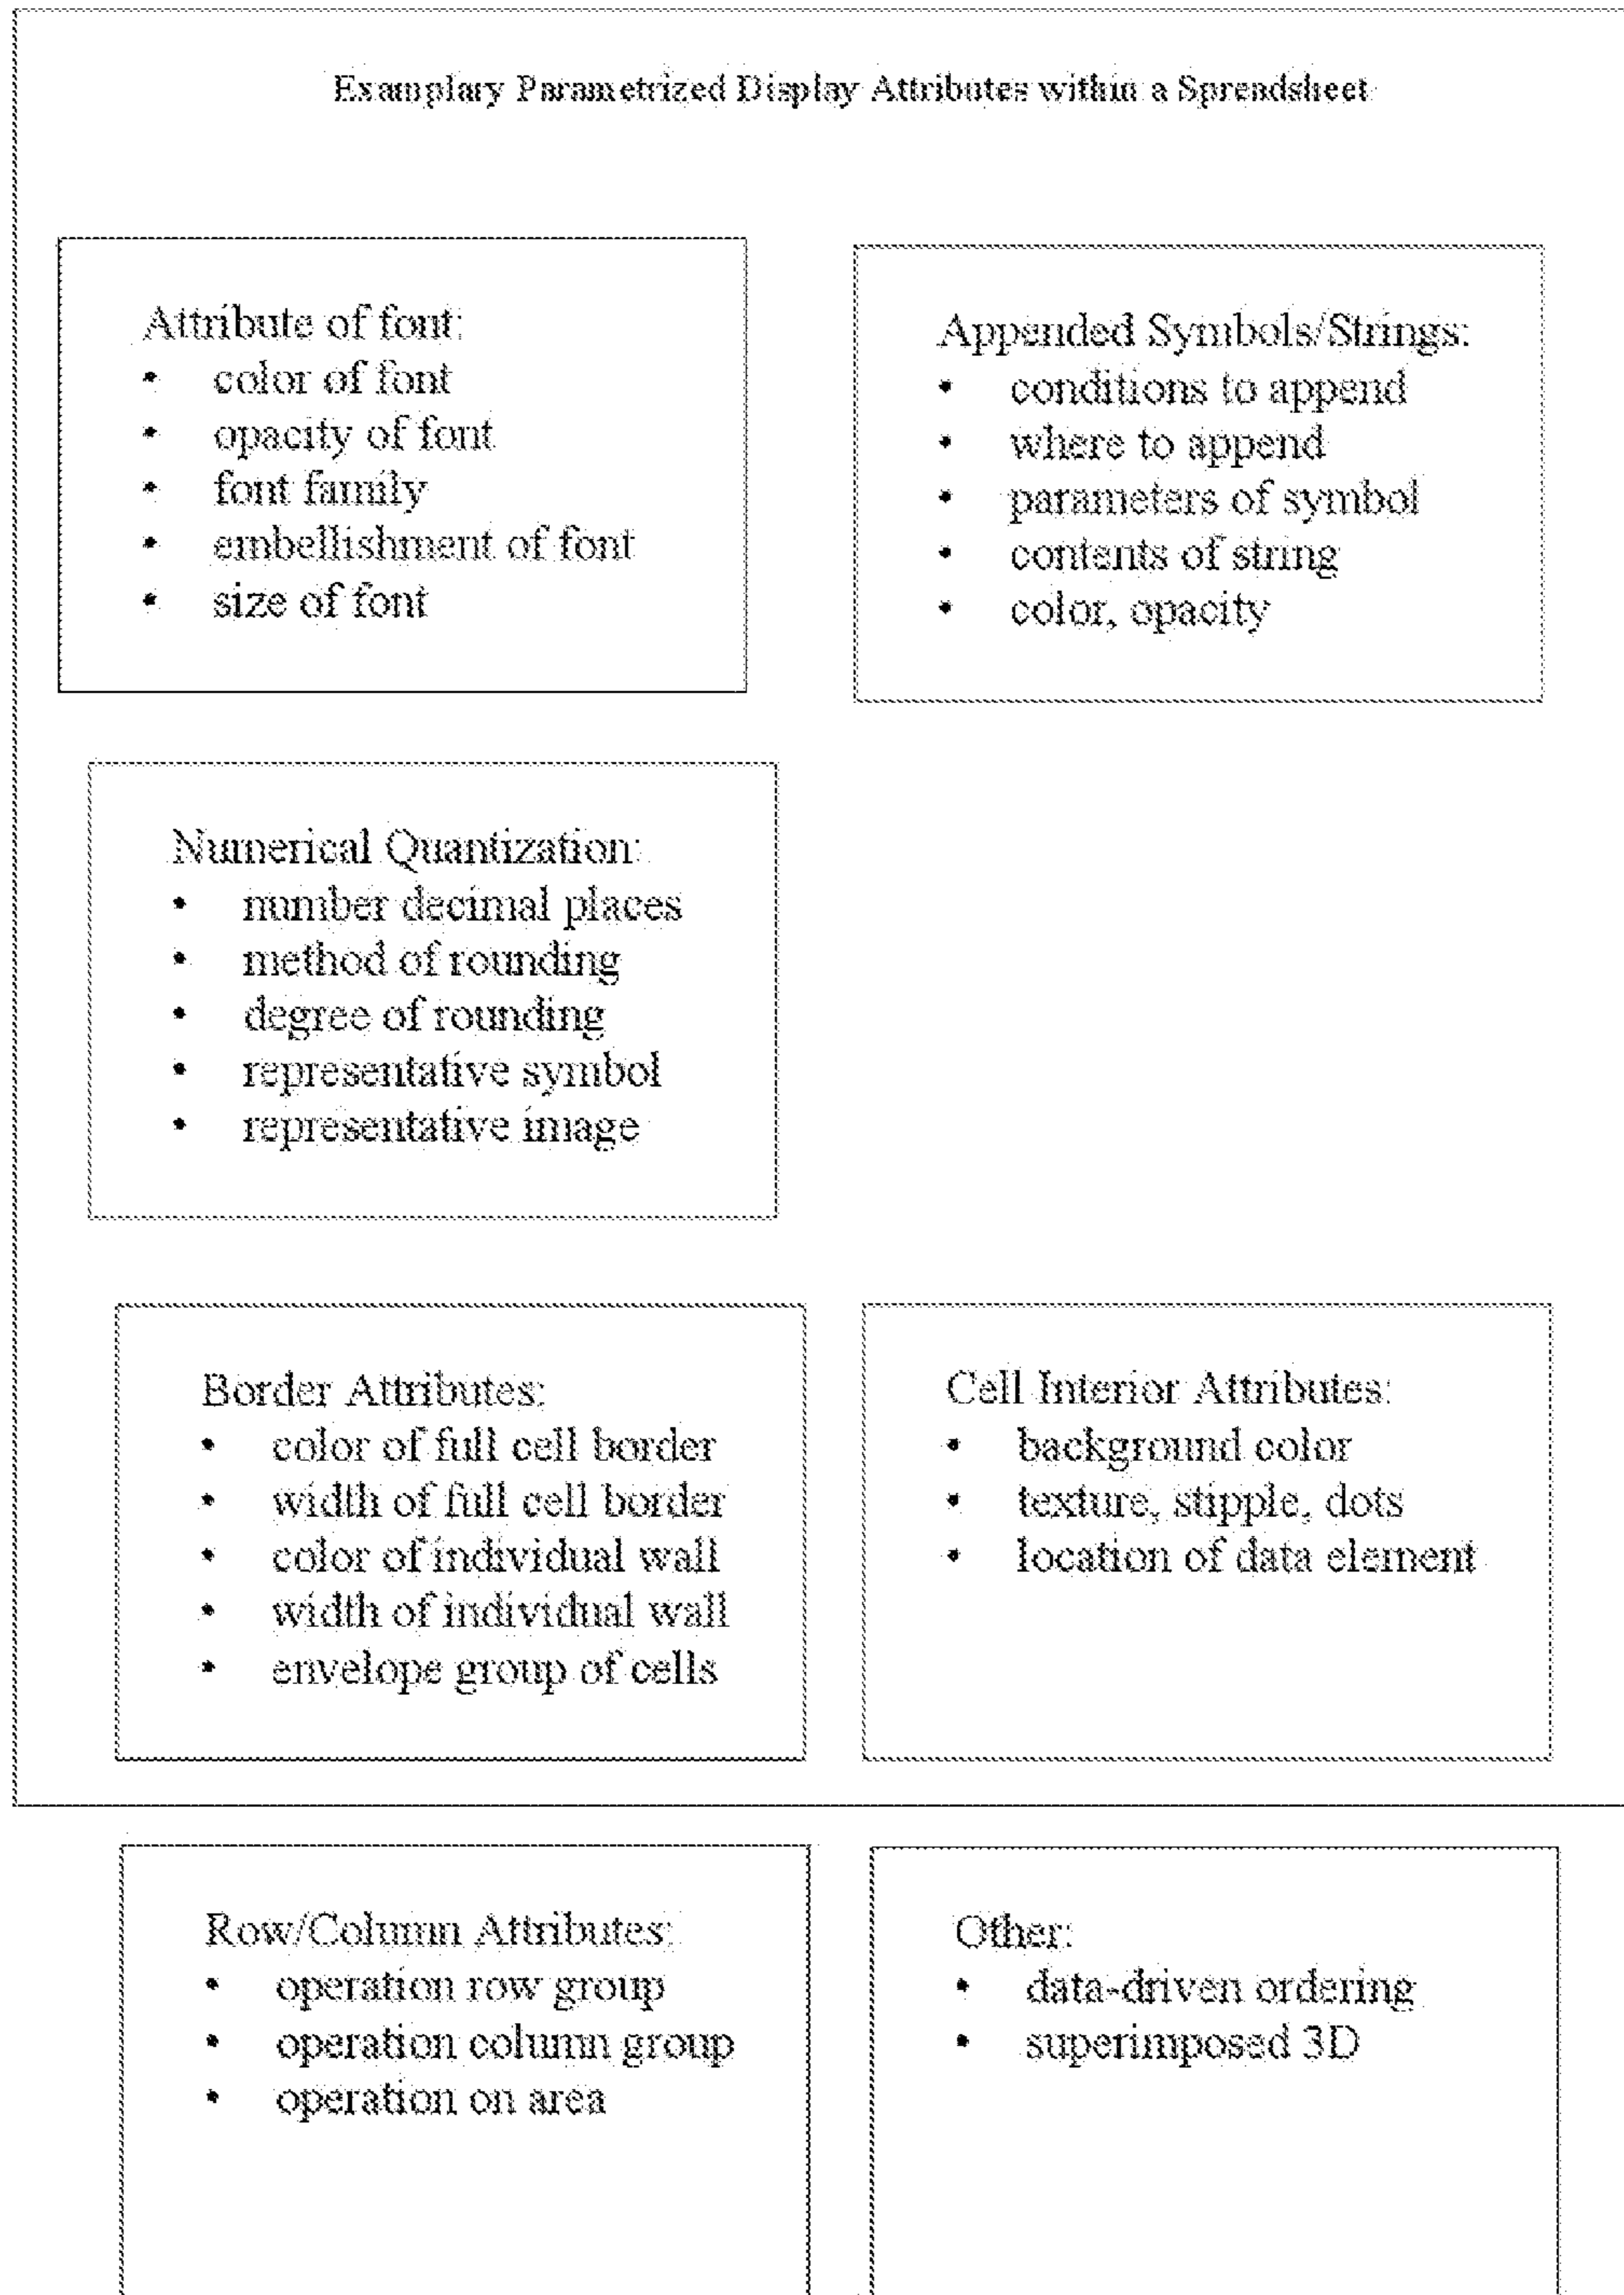 Examplary Parametrized Display Attributes within a Spreadsheet
Attribute of font:
• color of font
• opacity of font
• font family
• embellishment of font
• size of font
Appended Symbols/Strings:
• conditions to append
• where to append
• parameters of symbol
• contents of string
• color, opacity
Numerical Quantization:
• number decimal places
• method of rounding
• degree of rounding
• representative symbol
• representative image
Border Attributes:
• color of full cell border
• width of full cell border
• color of individual wall
• width of individual wall
• envelope group of cells
Cell Interior Attributes:
• background color
• texture, stipple, dots
• location of data element
Row/Column Attributes:
• operation row group
• operation column group
• operation on area
Other:
• data-driven ordering
• superimposed 3D